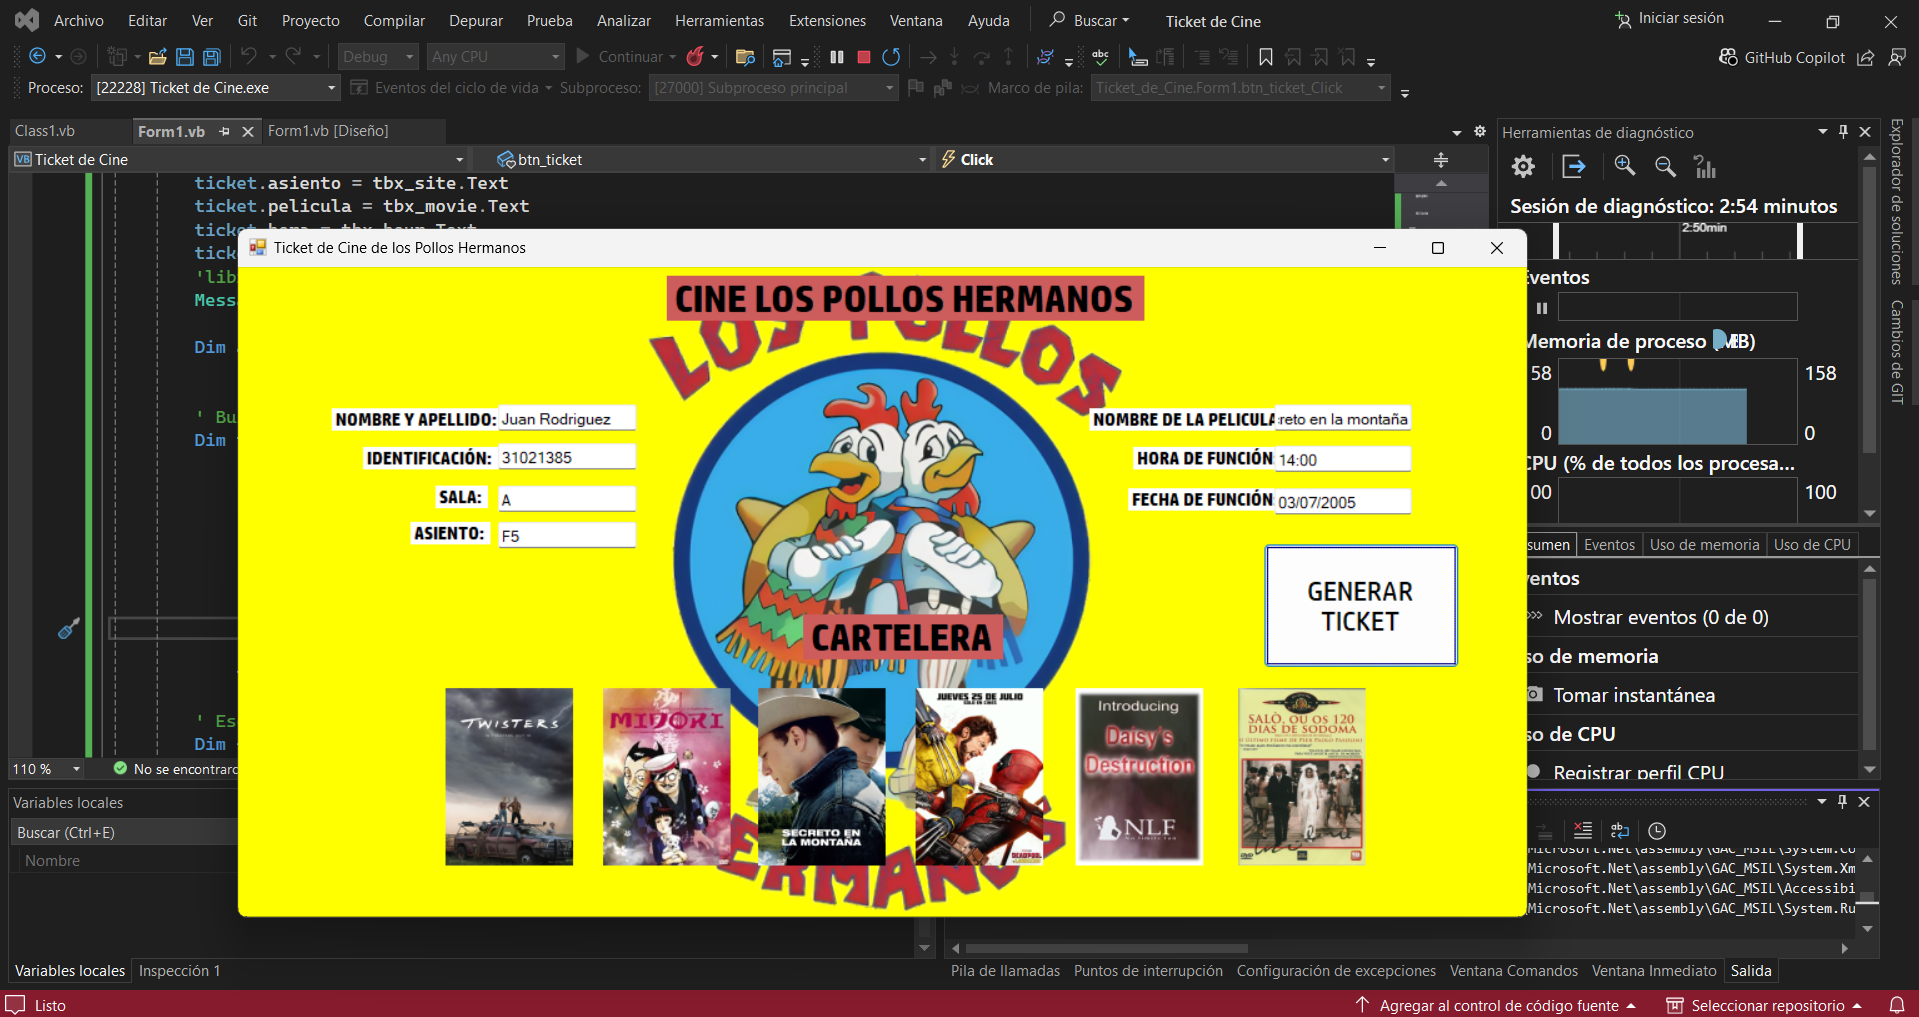 Archivo Editar Ver Git Proyecto Compilar Depurar Prueba Analizar Herramientas Extensiones Ventana Ayuda Buscar Ticket de Cine Iniciar sesión
Debug Any CPU Continuar GitHub Copilot
Proceso: [22228] Ticket de Cine.exe Eventos del ciclo de vida Subproceso: [27000] Subproceso principal Marco de pila: Ticket_de_Cine.Form1.btn_ticket_Click
Class1.vb Form1.vb Form1.vb [Diseño]
Ticket de Cine btn_ticket Click
ticket.asiento = tbx_site.Text
ticket.pelicula = tbx_movie.Text
tick
'lib
Mess
Dim
' Bu
Dim
' Es
Dim
110 % No se encontraro
Ticket de Cine de los Pollos Hermanos
CINE LOS POLLOS HERMANOS
LOS POLLOS
NOMBRE Y APELLIDO: Juan Rodriguez
IDENTIFICACIÓN: 31021385
SALA: A
ASIENTO: F5
NOMBRE DE LA PELICULA reto en la montaña
HORA DE FUNCIÓN 14:00
FECHA DE FUNCIÓN 03/07/2005
GENERAR
TICKET
CARTELERA
TWISTERS
MIDORI
SECRETO EN
LA MONTAÑA
JUEVES 25 DE JULIO
DEADPOOL
Introducing
Daisy's
Destruction
NLF
SALÒ, OU OS 120
DIAS DE SODOMA
ERMANO
Herramientas de diagnóstico
Sesión de diagnóstico: 2:54 minutos
2:50min
ventos
Memoria de proceso (MB)
58 158
0 0
CPU (% de todos los procesa...
00 100
sumen Eventos Uso de memoria Uso de CPU
entos
Mostrar eventos (0 de 0)
so de memoria
Tomar instantánea
so de CPU
Registrar perfil CPU
Explorador de soluciones
Cambios de GIT
Variables locales
Buscar (Ctrl+E)
Nombre
Microsoft.Net\assembly\GAC_MSIL\System.Co
Microsoft.Net\assembly\GAC_MSIL\System.Xm
Microsoft.Net\assembly\GAC_MSIL\Accessibi
Microsoft.Net\assembly\GAC_MSIL\System.Ru
Variables locales Inspección 1
Pila de llamadas Puntos de interrupción Configuración de excepciones Ventana Comandos Ventana Inmediato Salida
Listo Agregar al control de código fuente Seleccionar repositorio